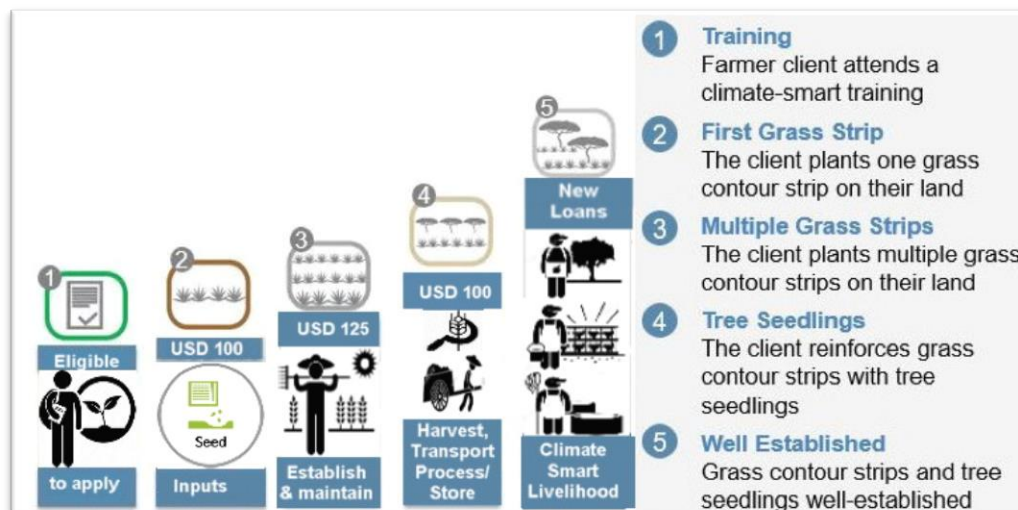 1
Eligible
to apply
2
USD 100
Seed
Inputs
3
USD 125
Establish
& maintain
4
USD 100
Harvest,
Transport
Process/
Store
5
New
Loans
Climate
Smart
Livelihood
1 Training
Farmer client attends a
climate-smart training
2 First Grass Strip
The client plants one grass
contour strip on their land
3 Multiple Grass Strips
The client plants multiple grass
contour strips on their land
4 Tree Seedlings
The client reinforces grass
contour strips with tree
seedlings
5 Well Established
Grass contour strips and tree
seedlings well-established